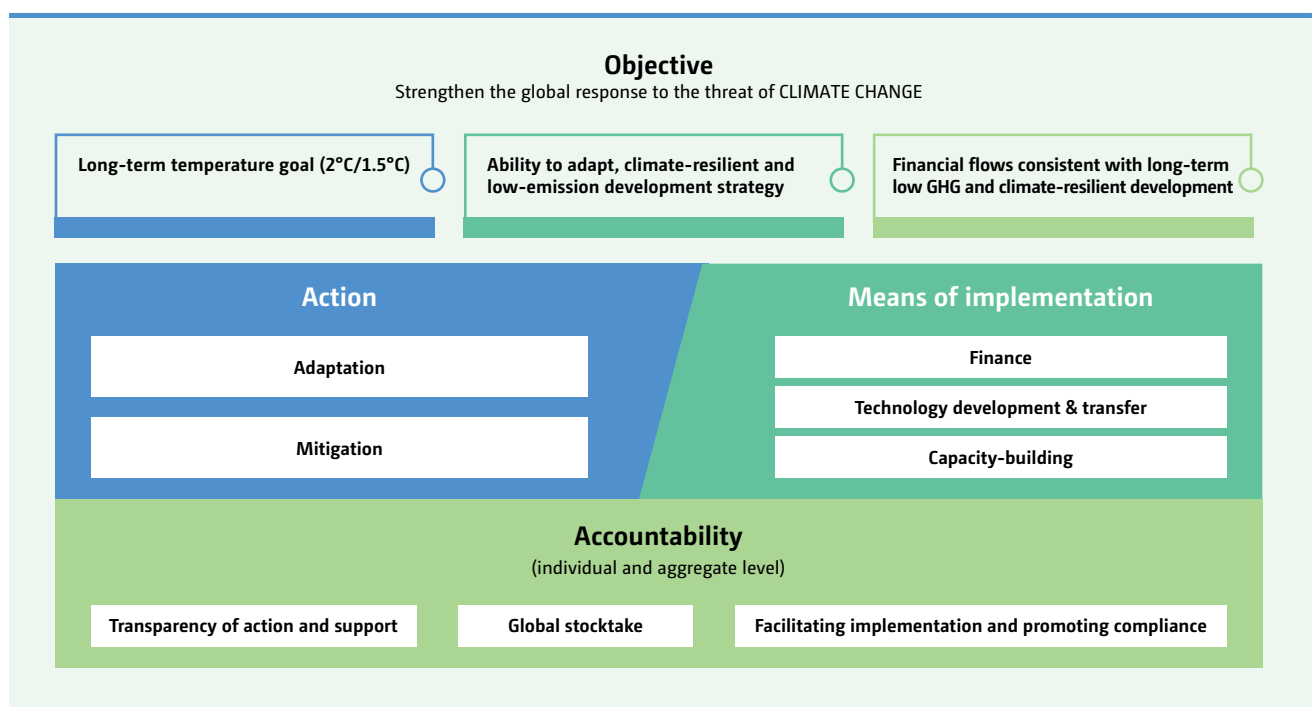 Objective
Strengthen the global response to the threat of CLIMATE CHANGE
Long-term temperature goal (2°C/1.5°C)
Ability to adapt, climate-resilient and
low-emission development strategy
Financial flows consistent with long-term
low GHG and climate-resilient development
Action
Adaptation
Mitigation
Means of implementation
Finance
Technology development & transfer
Capacity-building
Accountability
(individual and aggregate level)
Transparency of action and support
Global stocktake
Facilitating implementation and promoting compliance